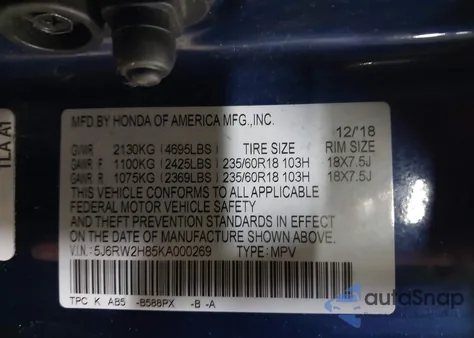 MFD BY HONDA OF AMERICA MFG.,INC.
12/'18
GVWR 2130KG (4695LBS) TIRE SIZE RIM SIZE
GAWR F 1100KG (2425LBS) 235/60R18 103H 18X7.5J
GAWR R 1075KG (2369LBS) 235/60R18 103H 18X7.5J
THIS VEHICLE CONFORMS TO ALL APPLICABLE
FEDERAL MOTOR VEHICLE SAFETY
AND THEFT PREVENTION STANDARDS IN EFFECT
ON THE DATE OF MANUFACTURE SHOWN ABOVE.
V.I.N.: 5J6RW2H85KA000269 TYPE: MPV
TPC K AB5 -B588PX -B -A
1LA A1
autoSnap